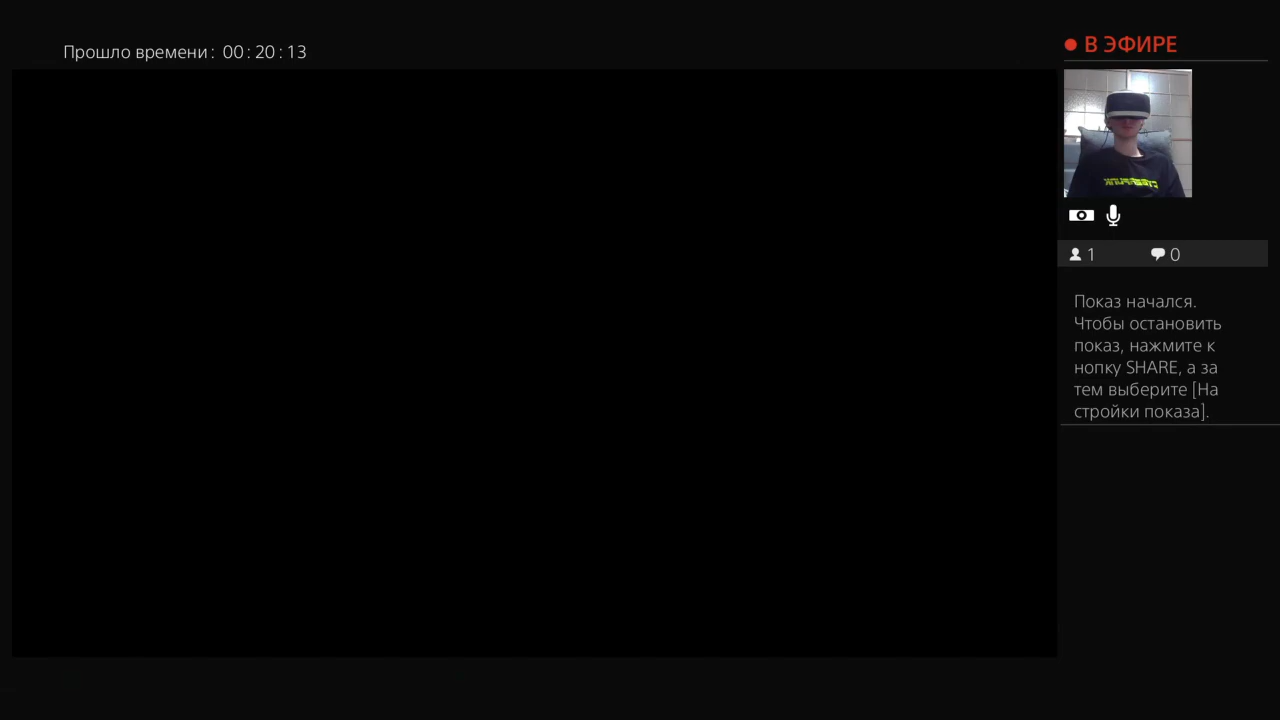 Прошло времени: 00:20:13
В ЭФИРЕ
1 0
Показ начался.
Чтобы остановить
показ, нажмите к
нопку SHARE, а за
тем выберите [На
стройки показа].